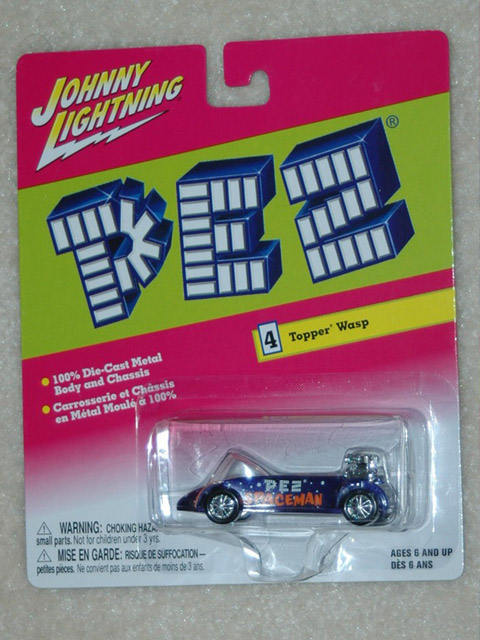 JOHNNY
LIGHTNING
PEZ®
4 Topper® Wasp
• 100% Die-Cast Metal
Body and Chassis
• Carrosserie et Châssis
en Métal Moulé à 100%
PEZ
SPACEMAN
⚠ WARNING: CHOKING HAZA
small parts. Not for children under 3 yrs.
⚠ MISE EN GARDE: RISQUE DE SUFFOCATION—
petites pièces. Ne convient pas aux enfants de moins de 3 ans.
AGES 6 AND UP
DÈS 6 ANS